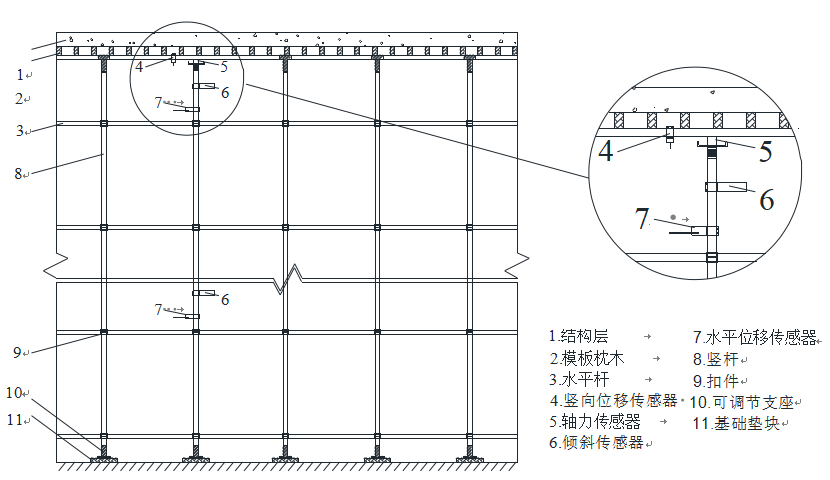 4
5
1
6
2
7
3
8
6
7
9
10
11
4
5
6
7
1.结构层
2.模板枕木
3.水平杆
4.竖向位移传感器
5.轴力传感器
6.倾斜传感器
7.水平位移传感器
8.竖杆
9.扣件
10.可调节支座
11.基础垫块